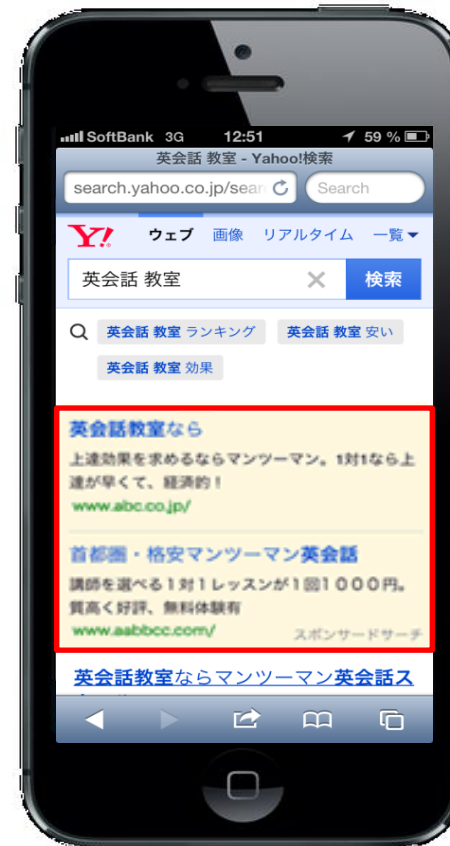 SoftBank 3G 12:51 59 %
英会話 教室 - Yahoo!検索
search.yahoo.co.jp/sear Search
Y! ウェブ 画像 リアルタイム 一覧
英会話 教室 検索
英会話 教室 ランキング 英会話 教室 安い
英会話 教室 効果
英会話教室なら
上達効果を求めるならマンツーマン。1対1なら上
達が早くて、経済的！
www.abc.co.jp/
首都圏・格安マンツーマン英会話
講師を選べる1対1レッスンが1回1000円。
質高く好評、無料体験有
www.aabbcc.com/ スポンサードサーチ
英会話教室ならマンツーマン英会話ス